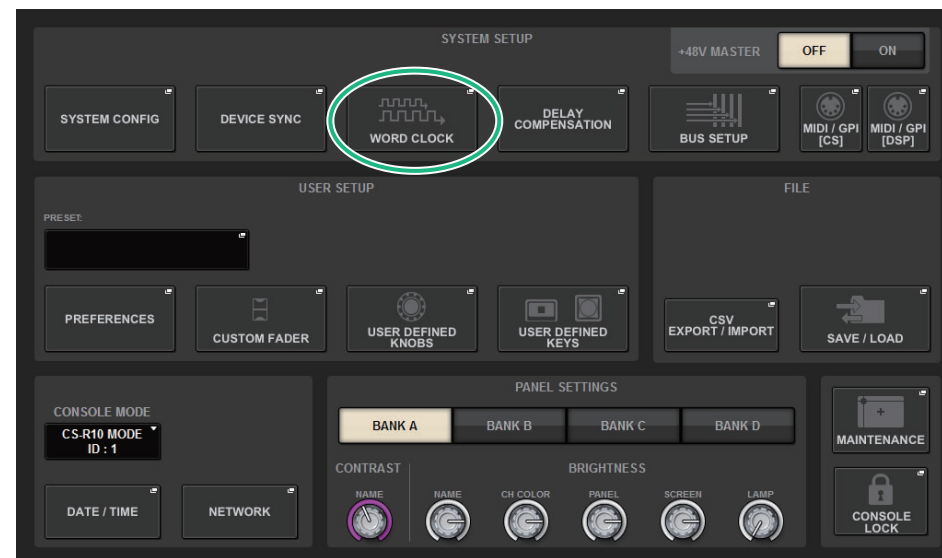 SYSTEM SETUP
+48V MASTER
OFF
ON
SYSTEM CONFIG
DEVICE SYNC
WORD CLOCK
DELAY
COMPENSATION
BUS SETUP
MIDI / GPI
[CS]
MIDI / GPI
[DSP]
USER SETUP
PRESET:
PREFERENCES
CUSTOM FADER
USER DEFINED
KNOBS
USER DEFINED
KEYS
FILE
CSV
EXPORT / IMPORT
SAVE / LOAD
CONSOLE MODE
CS-R10 MODE
ID : 1
DATE / TIME
NETWORK
PANEL SETTINGS
BANK A
BANK B
BANK C
BANK D
CONTRAST
BRIGHTNESS
NAME
NAME
CH COLOR
PANEL
SCREEN
LAMP
MAINTENANCE
CONSOLE
LOCK